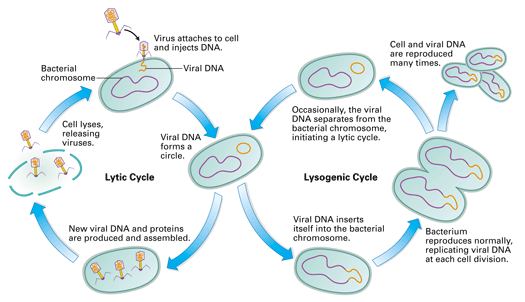 Virus attaches to cell
and injects DNA.
Bacterial
chromosome
Viral DNA
Cell and viral DNA
are reproduced
many times.
Cell lyses,
releasing
viruses.
Viral DNA
forms a
circle.
Occasionally, the viral
DNA separates from the
bacterial chromosome,
initiating a lytic cycle.
Lytic Cycle
Lysogenic Cycle
New viral DNA and proteins
are produced and assembled.
Viral DNA inserts
itself into the bacterial
chromosome.
Bacterium
reproduces normally,
replicating viral DNA
at each cell division.